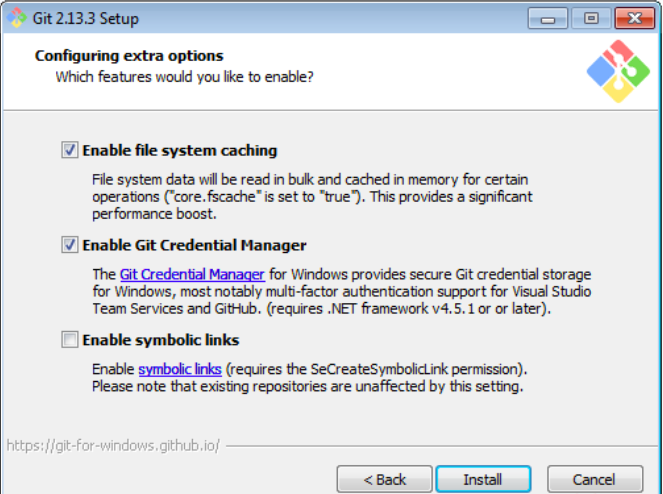 Git 2.13.3 Setup
Configuring extra options
Which features would you like to enable?
Enable file system caching
File system data will be read in bulk and cached in memory for certain
operations ("core.fscache" is set to "true"). This provides a significant
performance boost.
Enable Git Credential Manager
The Git Credential Manager for Windows provides secure Git credential storage
for Windows, most notably multi-factor authentication support for Visual Studio
Team Services and GitHub. (requires .NET framework v4.5.1 or or later).
Enable symbolic links
Enable symbolic links (requires the SeCreateSymbolicLink permission).
Please note that existing repositories are unaffected by this setting.
https://git-for-windows.github.io/
< Back Install Cancel